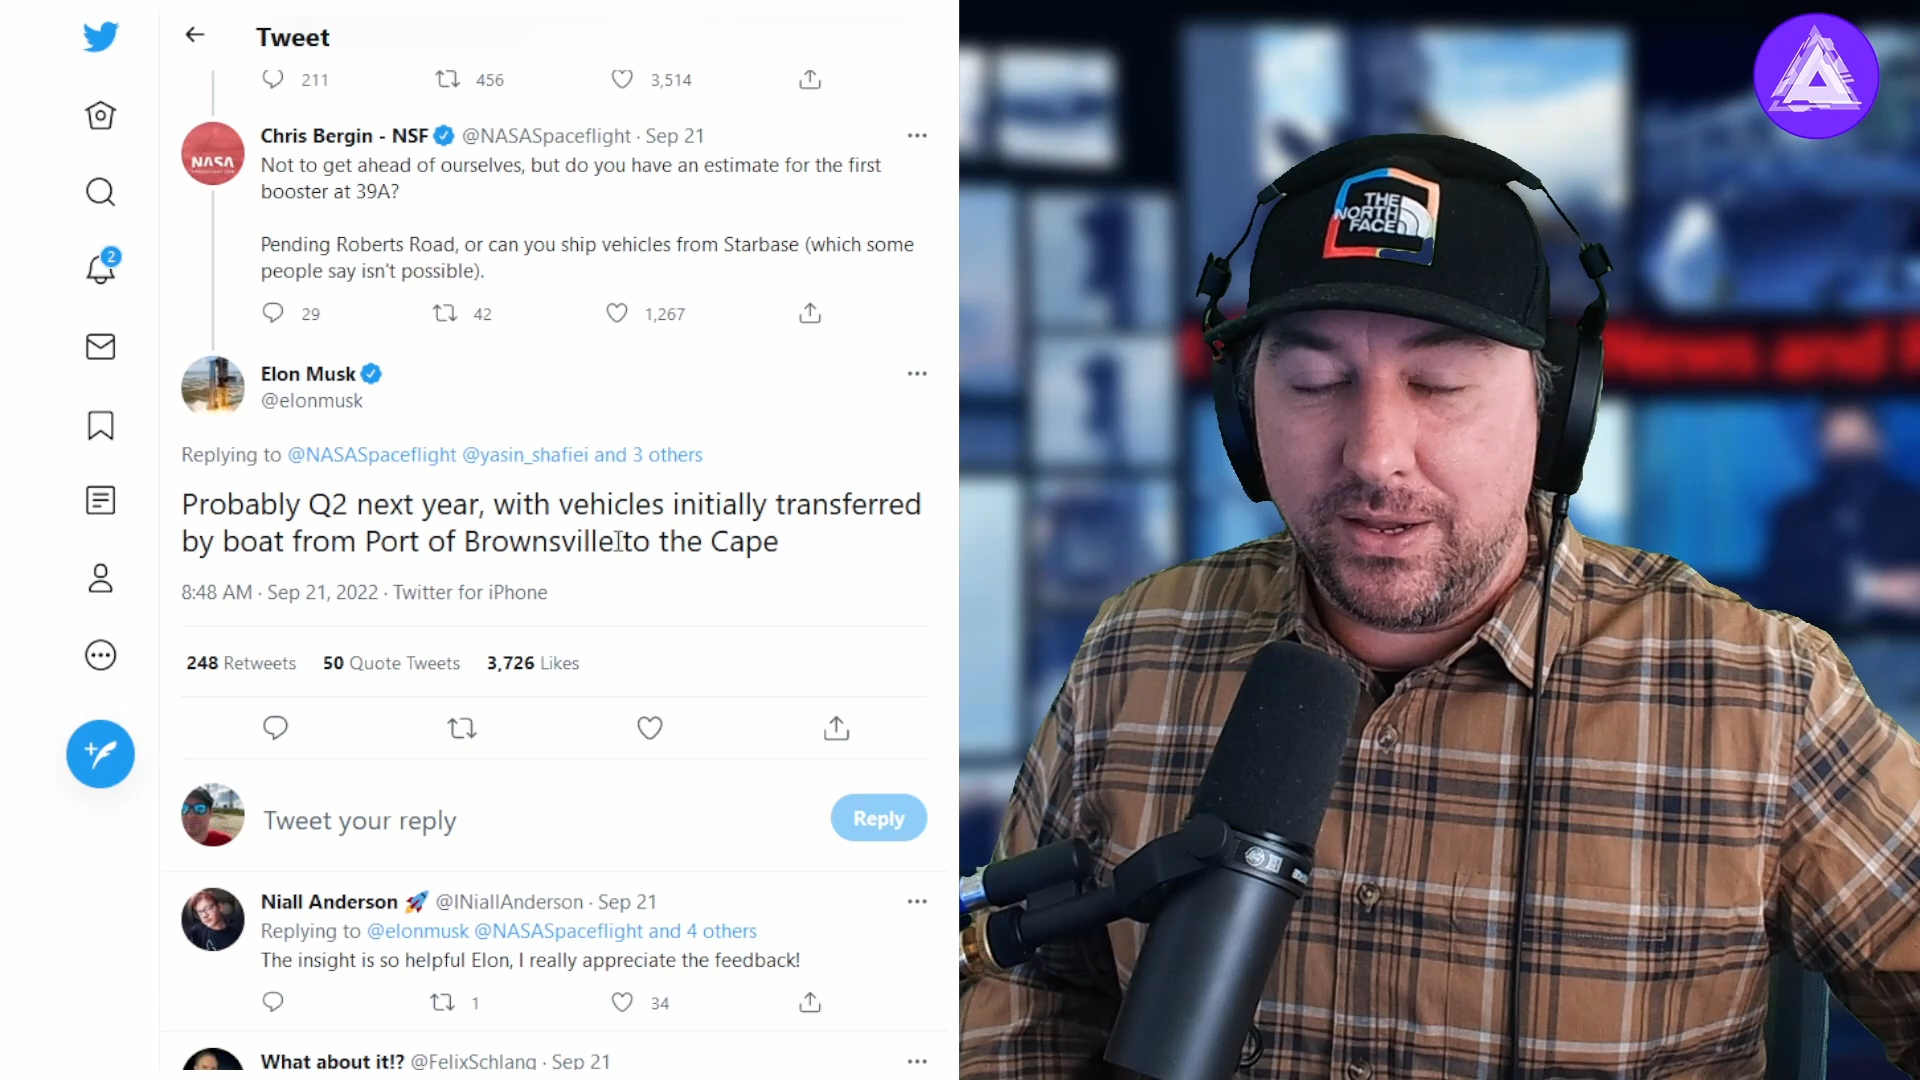 Tweet
211 456 3,514
Chris Bergin - NSF @NASASpaceflight · Sep 21
Not to get ahead of ourselves, but do you have an estimate for the first
booster at 39A?
Pending Roberts Road, or can you ship vehicles from Starbase (which some
people say isn't possible).
29 42 1,267
2
NASA
Elon Musk
@elonmusk
Replying to @NASASpaceflight @yasin_shafiei and 3 others
Probably Q2 next year, with vehicles initially transferred
by boat from Port of Brownsville to the Cape
8:48 AM · Sep 21, 2022 · Twitter for iPhone
248 Retweets 50 Quote Tweets 3,726 Likes
Tweet your reply
Reply
Niall Anderson 🚀 @INiallAnderson · Sep 21
Replying to @elonmusk @NASASpaceflight and 4 others
The insight is so helpful Elon, I really appreciate the feedback!
1 34
What about it!? @FelixSchlang · Sep 21
THE
NORTH
FACE
News and